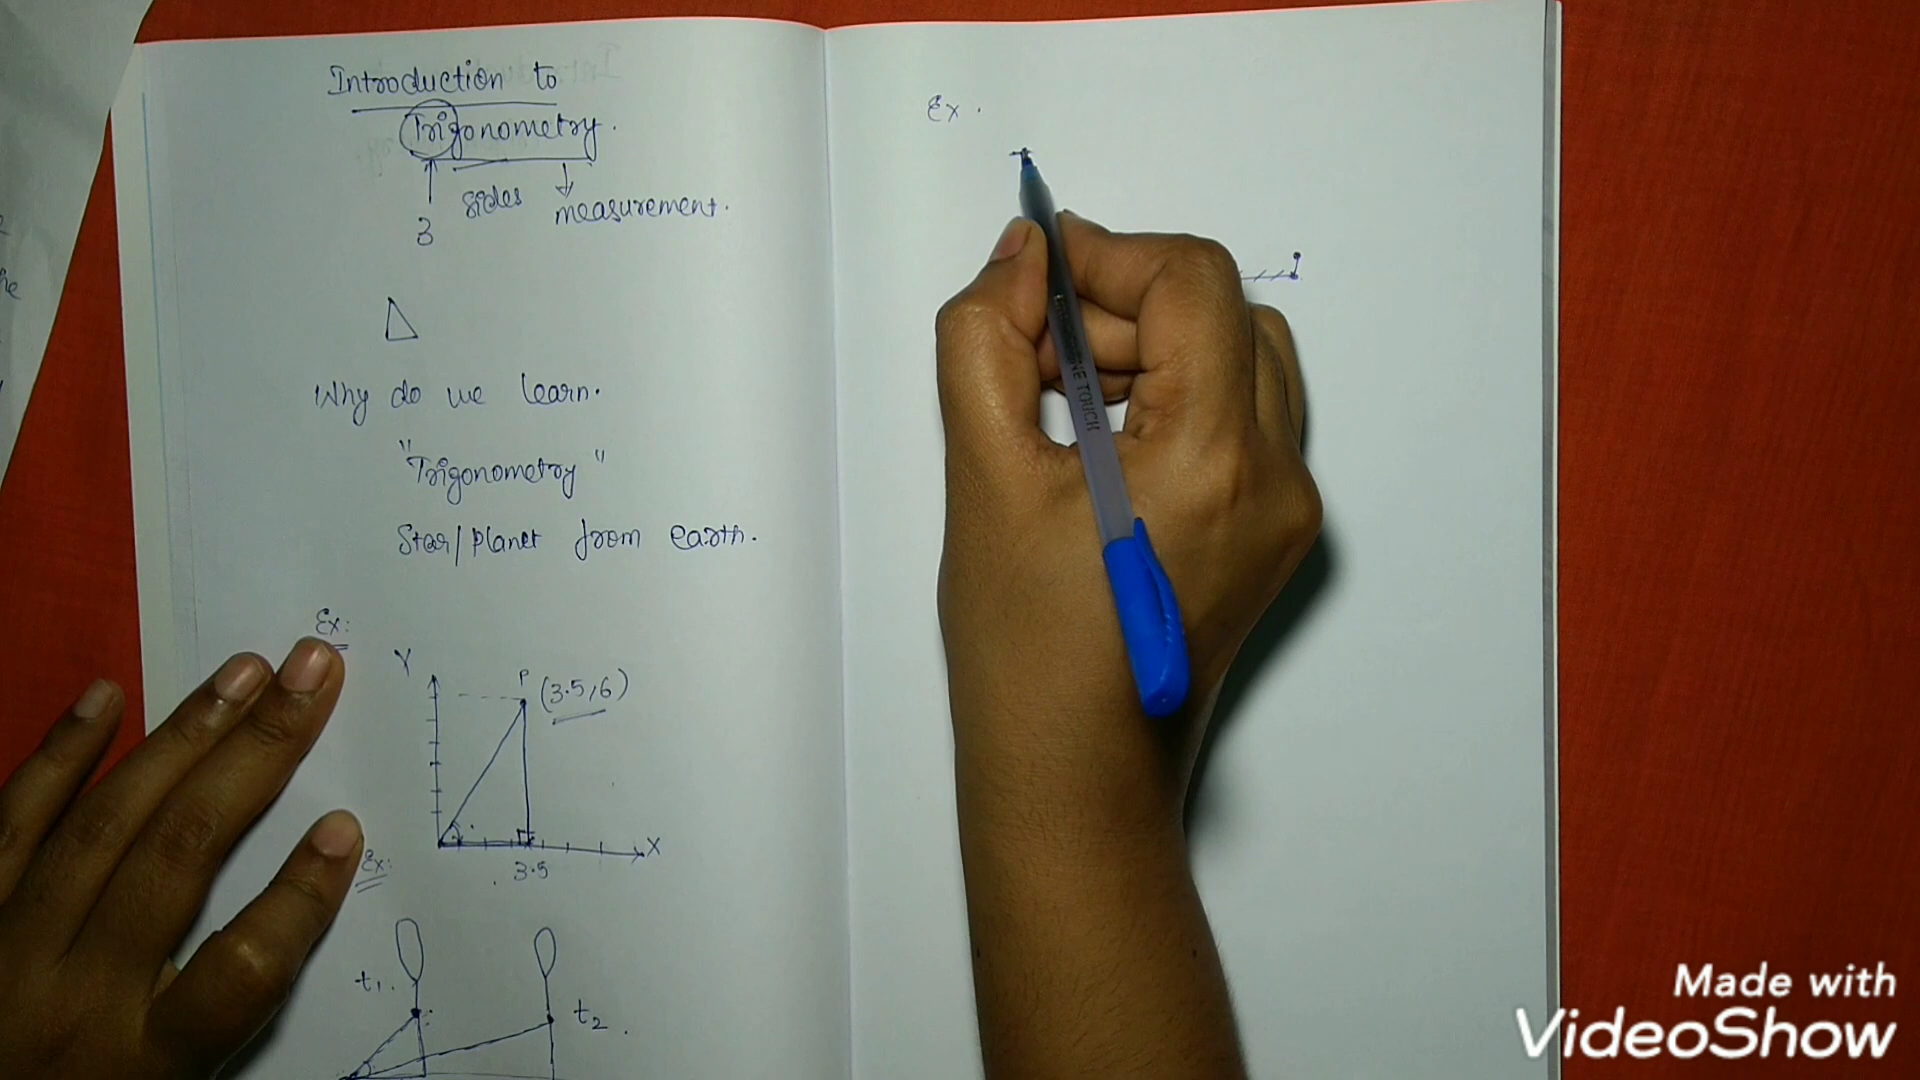 Introduction to
Trigonometry.
3 sides measurement.
Why do we learn.
"Trigonometry"
Star/planet from earth.
Ex:
Y
P (3.5,6)
X
3.5
Ex:
t1.
t2.
Ex.
TOUCH
Made with
VideoShow